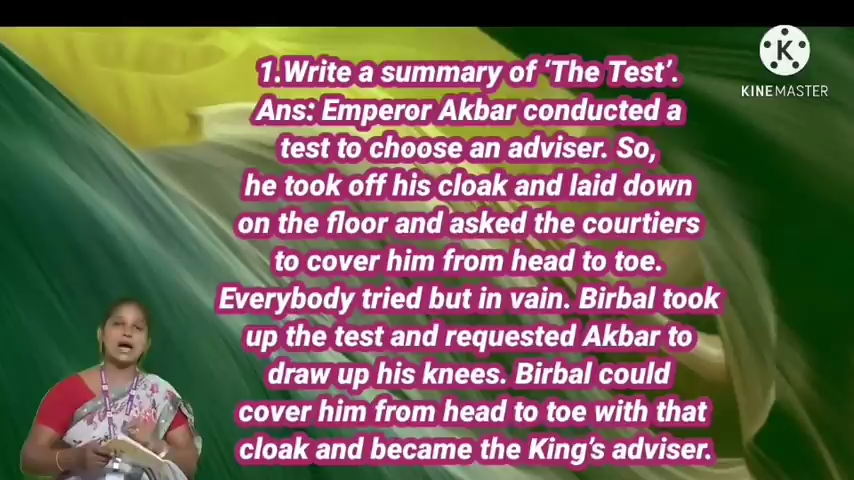 1.Write a summary of ‘The Test’.
Ans: Emperor Akbar conducted a
test to choose an adviser. So,
he took off his cloak and laid down
on the floor and asked the courtiers
to cover him from head to toe.
Everybody tried but in vain. Birbal took
up the test and requested Akbar to
draw up his knees. Birbal could
cover him from head to toe with that
cloak and became the King’s adviser.
K
KINEMASTER